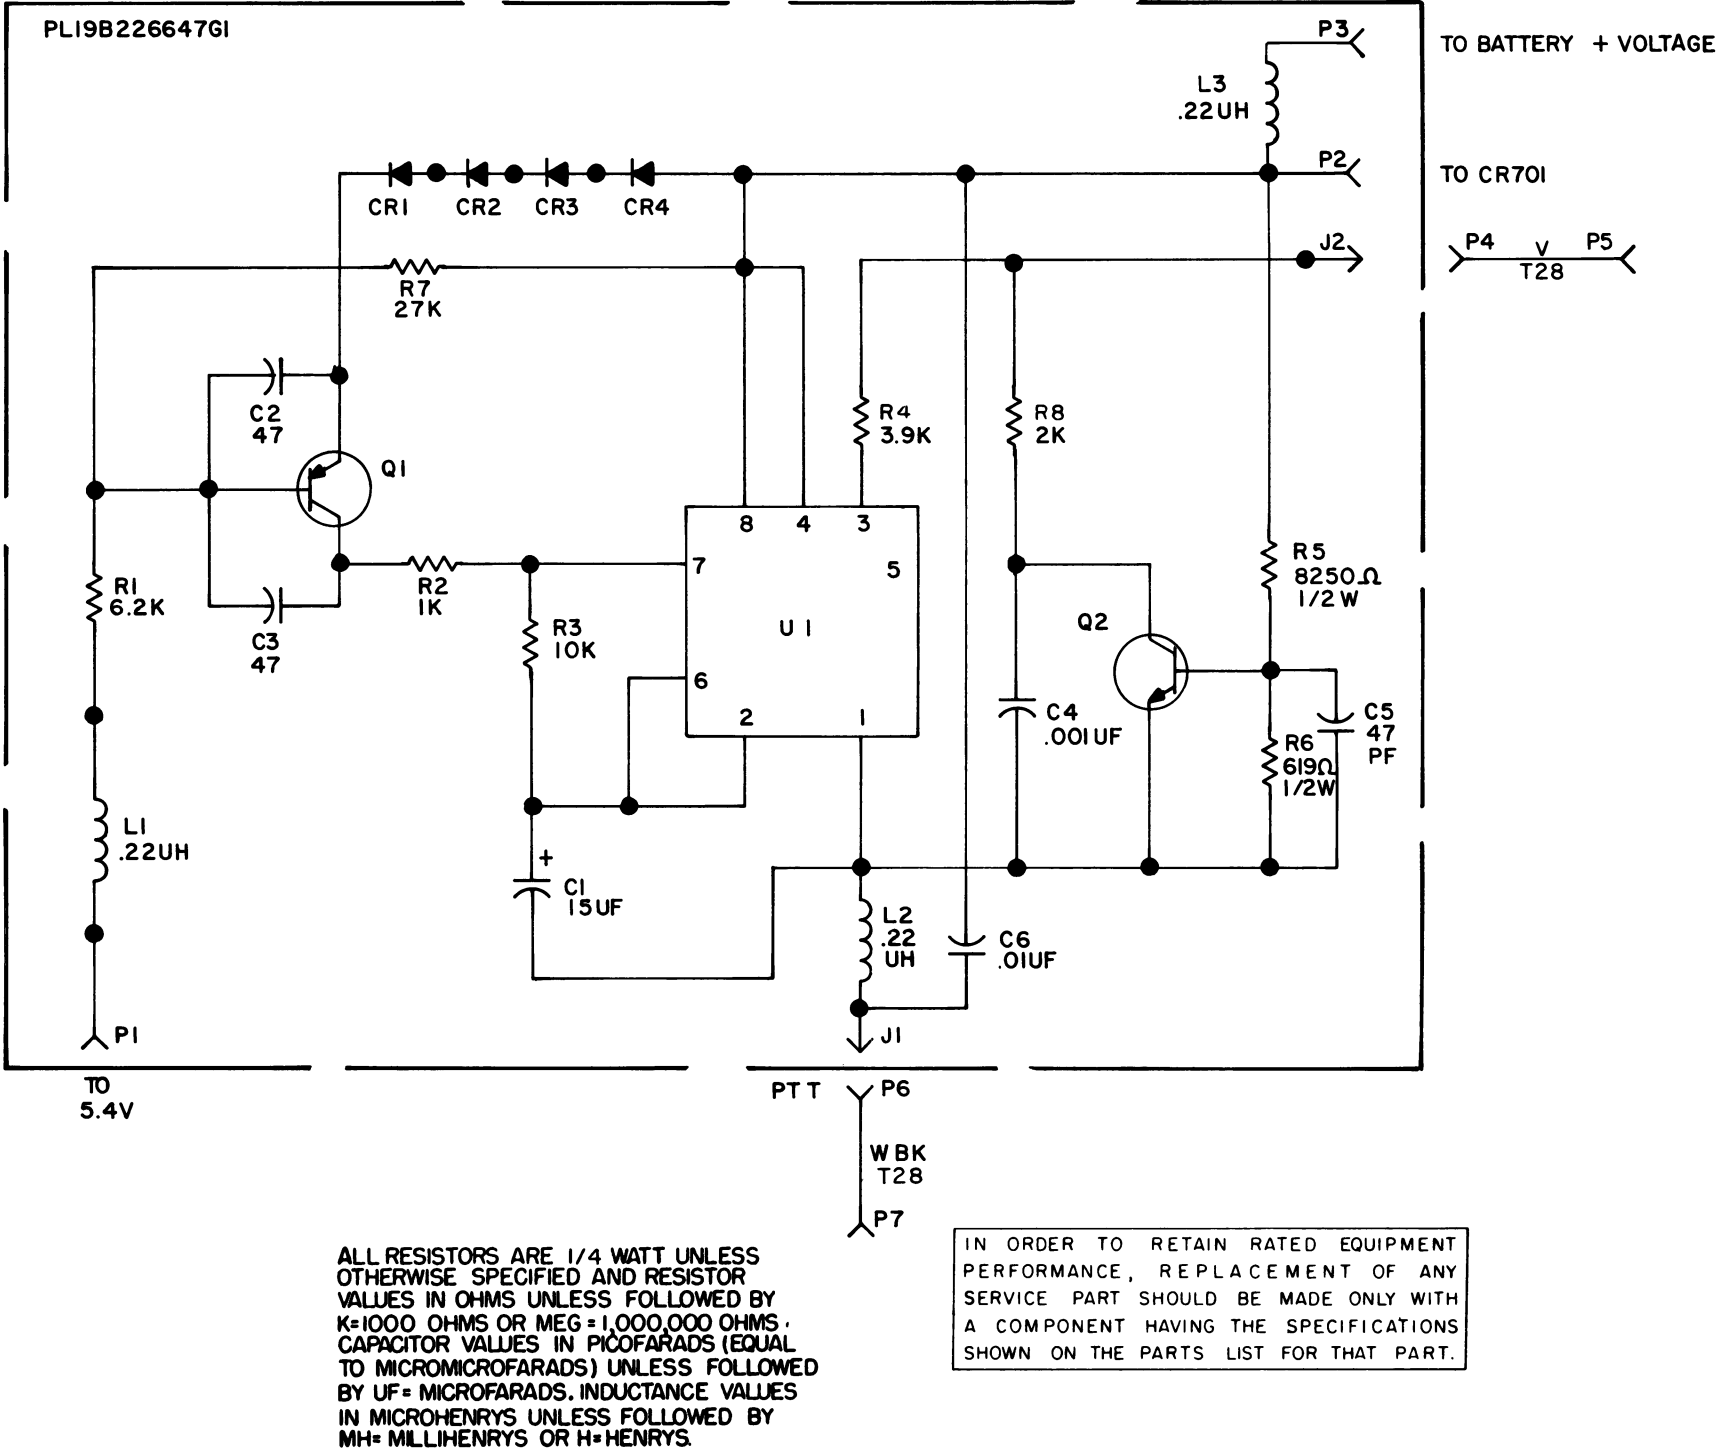 PL19B226647G1
P3
TO BATTERY + VOLTAGE
L3
.22UH
P2
TO CR701
CR1
CR2
CR3
CR4
J2
P4
V
P5
T28
R7
27K
C2
47
Q1
R4
3.9K
R8
2K
8
4
3
7
5
R5
8250Ω
1/2W
R1
6.2K
R2
1K
C3
47
R3
10K
U1
Q2
6
2
1
C4
.001UF
C5
47
PF
R6
619Ω
1/2W
L1
.22UH
+
C1
15UF
L2
.22
UH
C6
.01UF
P1
J1
TO
5.4V
PTT
P6
WBK
T28
P7
ALL RESISTORS ARE 1/4 WATT UNLESS
OTHERWISE SPECIFIED AND RESISTOR
VALUES IN OHMS UNLESS FOLLOWED BY
K=1000 OHMS OR MEG = 1,000,000 OHMS.
CAPACITOR VALUES IN PICOFARADS (EQUAL
TO MICROMICROFARADS) UNLESS FOLLOWED
BY UF= MICROFARADS. INDUCTANCE VALUES
IN MICROHENRYS UNLESS FOLLOWED BY
MH= MILLIHENRYS OR H=HENRYS.
IN ORDER TO RETAIN RATED EQUIPMENT
PERFORMANCE, REPLACEMENT OF ANY
SERVICE PART SHOULD BE MADE ONLY WITH
A COMPONENT HAVING THE SPECIFICATIONS
SHOWN ON THE PARTS LIST FOR THAT PART.